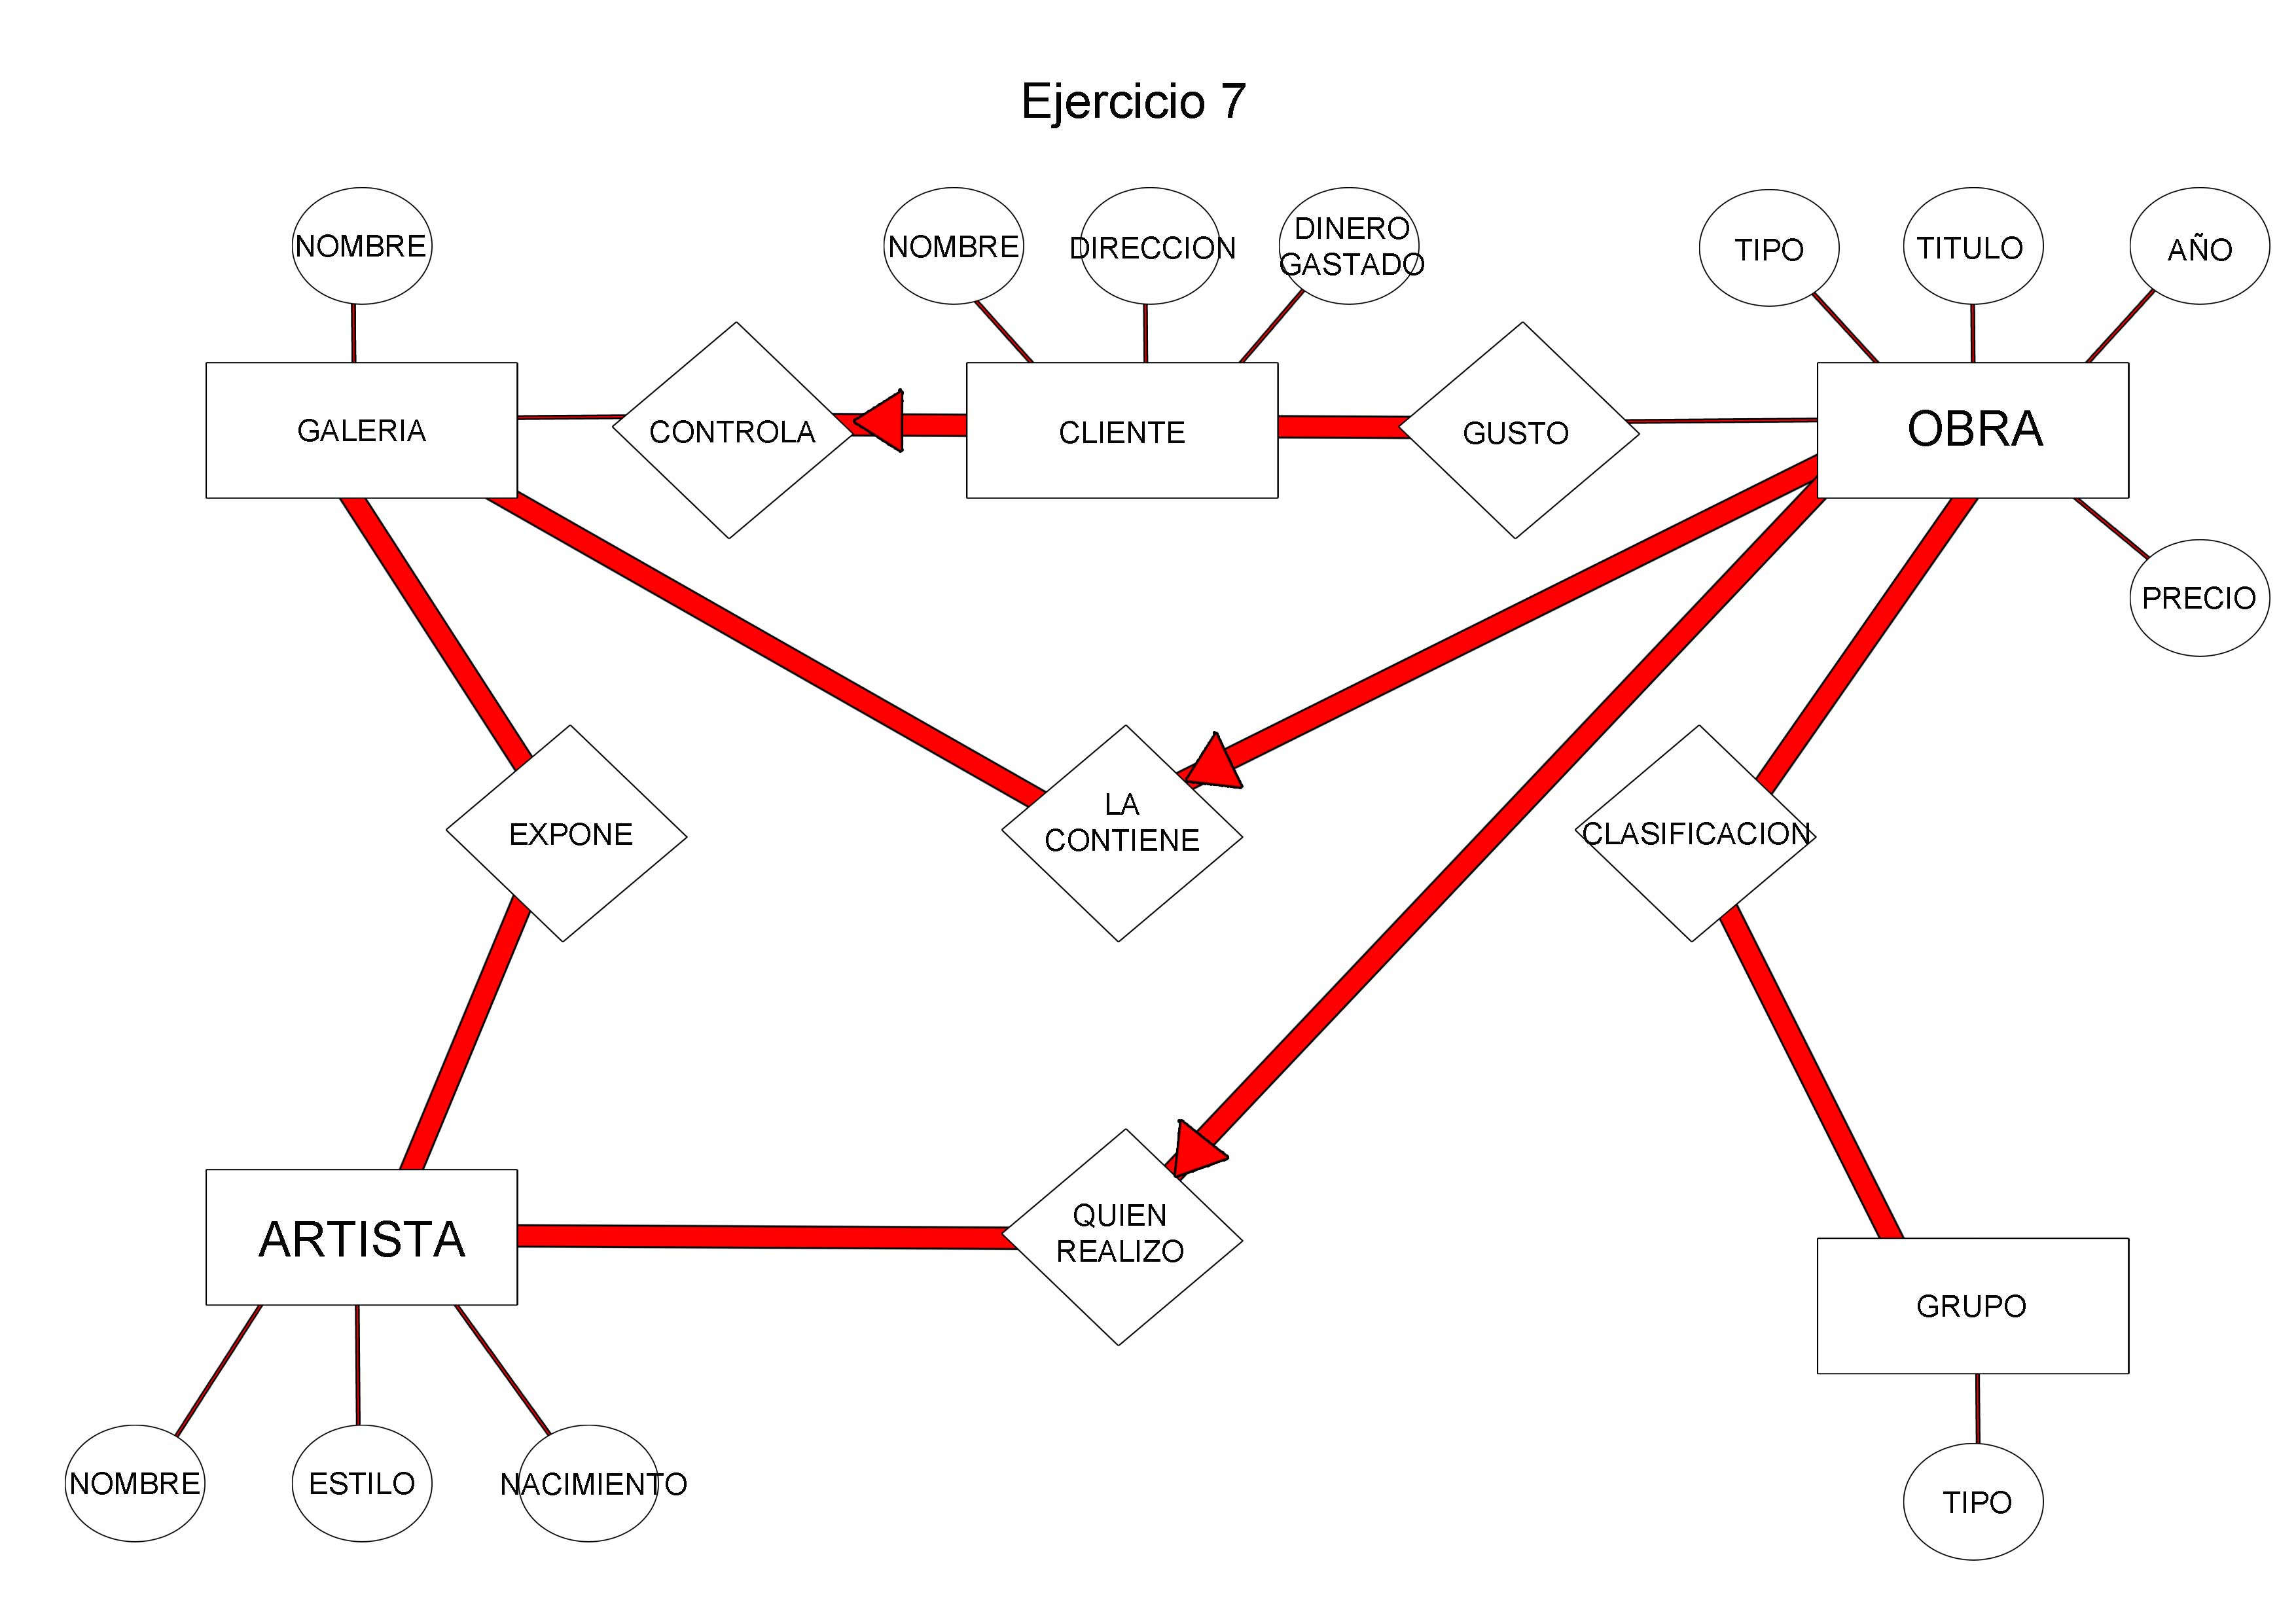 Ejercicio 7
NOMBRE
NOMBRE
DIRECCION
DINERO
GASTADO
TIPO
TITULO
AÑO
GALERIA
CONTROLA
CLIENTE
GUSTO
OBRA
PRECIO
EXPONE
LA
CONTIENE
CLASIFICACION
ARTISTA
QUIEN
REALIZO
GRUPO
NOMBRE
ESTILO
NACIMIENTO
TIPO